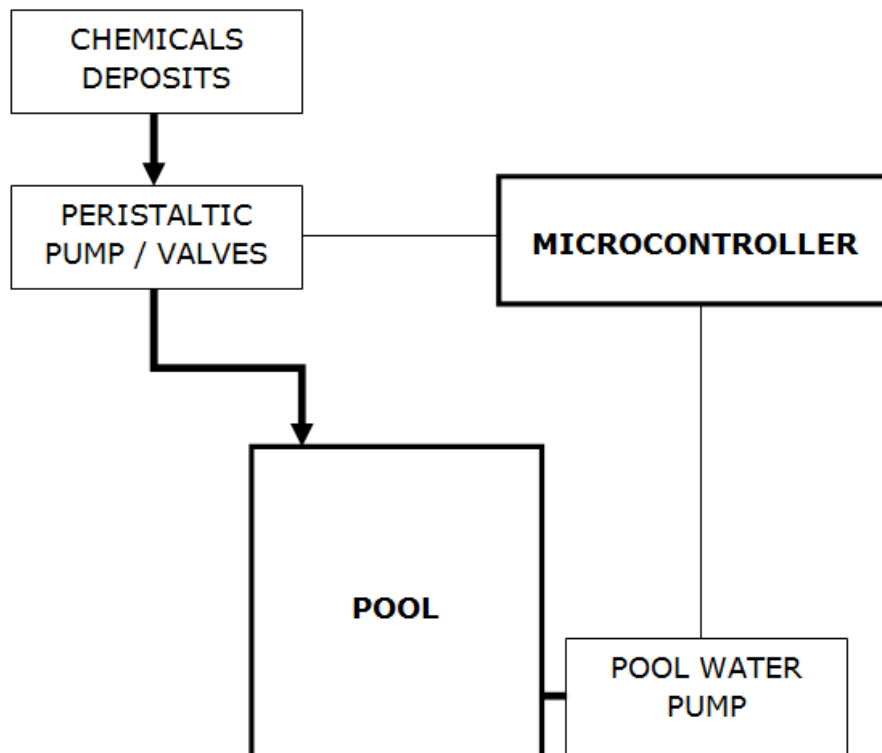 CHEMICALS
DEPOSITS
PERISTALTIC
PUMP / VALVES
MICROCONTROLLER
POOL
POOL WATER
PUMP